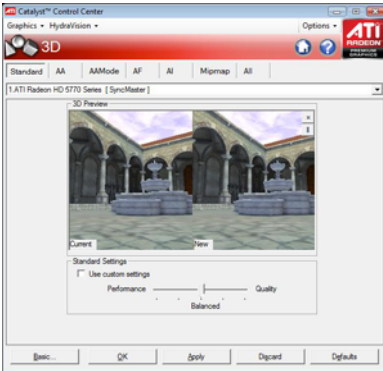 ATI Catalyst™ Control Center
Graphics HydraVision Options
ATI
RADEON
PREMIUM
GRAPHICS
3D
Standard AA AAMode AF AI Mipmap All
1.ATI Radeon HD 5770 Series [ SyncMaster ]
3D Preview
Current New
Standard Settings
Use custom settings
Performance Quality
Balanced
Basic... OK Apply Discard Defaults